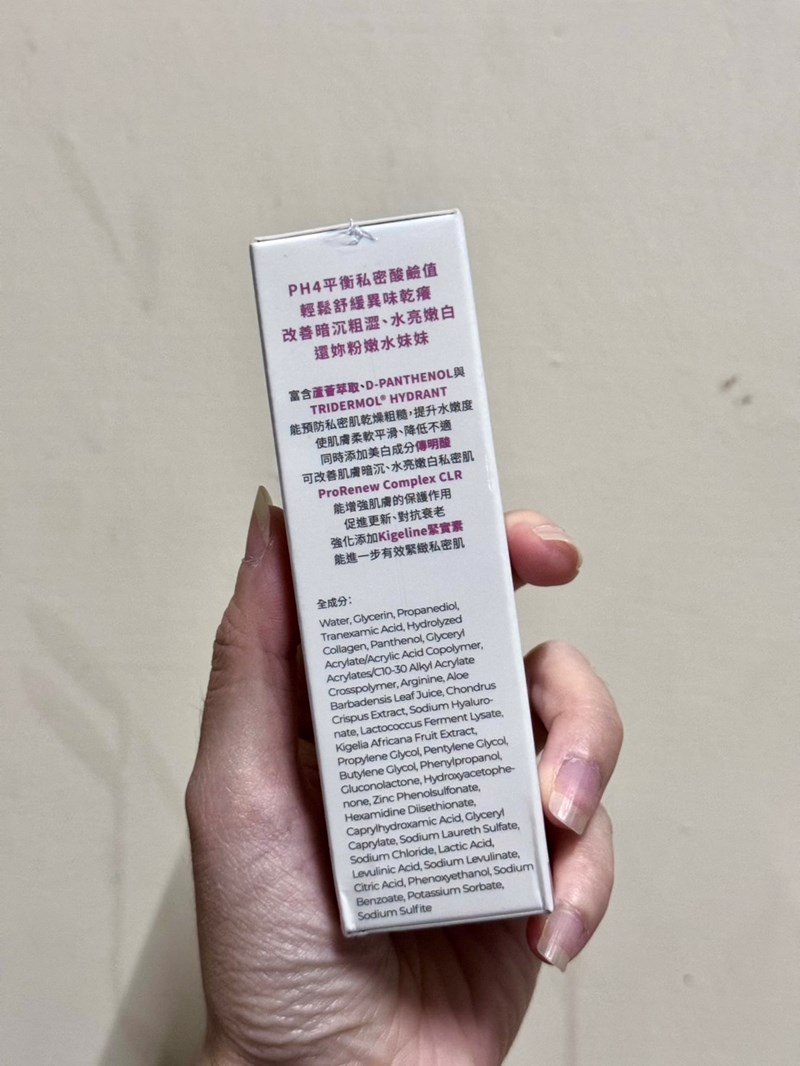 PH4平衡私密酸鹼值
輕鬆舒緩異味乾癢
改善暗沉粗澀、水亮嫩白
還妳粉嫩水妹妹
富含蘆薈萃取、D-PANTHENOL與
TRIDERMOL® HYDRANT
能預防私密肌乾燥粗糙,提升水嫩度
使肌膚柔軟平滑、降低不適
同時添加美白成分傳明酸
可改善肌膚暗沉、水亮嫩白私密肌
ProRenew Complex CLR
能增強肌膚的保護作用
促進更新、對抗衰老
強化添加Kigeline緊實素
能進一步有效緊緻私密肌
全成分:
Water, Glycerin, Propanediol,
Tranexamic Acid, Hydrolyzed
Collagen, Panthenol, Glyceryl
Acrylate/Acrylic Acid Copolymer,
Acrylates/C10-30 Alkyl Acrylate
Crosspolymer, Arginine, Aloe
Barbadensis Leaf Juice, Chondrus
Crispus Extract, Sodium Hyaluro-
nate, Lactococcus Ferment Lysate,
Kigelia Africana Fruit Extract,
Propylene Glycol, Pentylene Glycol,
Butylene Glycol, Phenylpropanol,
Gluconolactone, Hydroxyacetophe-
none, Zinc Phenolsulfonate,
Hexamidine Diisethionate,
Caprylhydroxamic Acid, Glyceryl
Caprylate, Sodium Laureth Sulfate,
Sodium Chloride, Lactic Acid,
Levulinic Acid, Sodium Levulinate,
Citric Acid, Phenoxyethanol, Sodium
Benzoate, Potassium Sorbate,
Sodium Sulfite